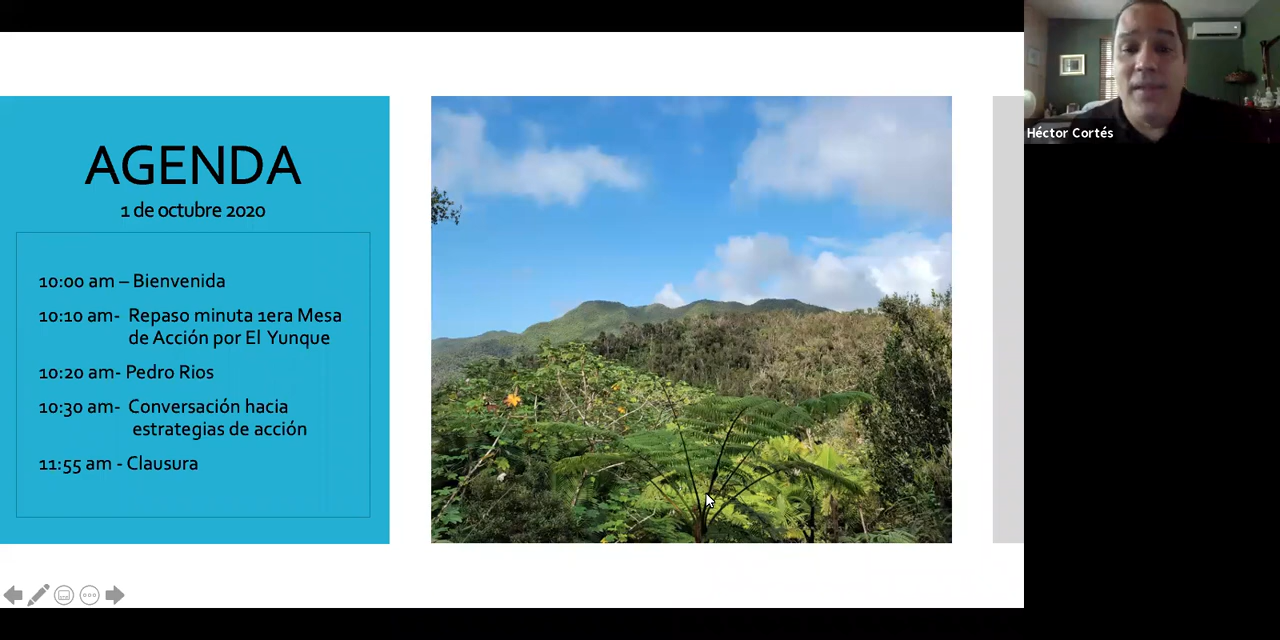 AGENDA
1 de octubre 2020
10:00 am – Bienvenida
10:10 am- Repaso minuta 1era Mesa
de Acción por El Yunque
10:20 am- Pedro Rios
10:30 am- Conversación hacia
estrategias de acción
11:55 am - Clausura
Héctor Cortés